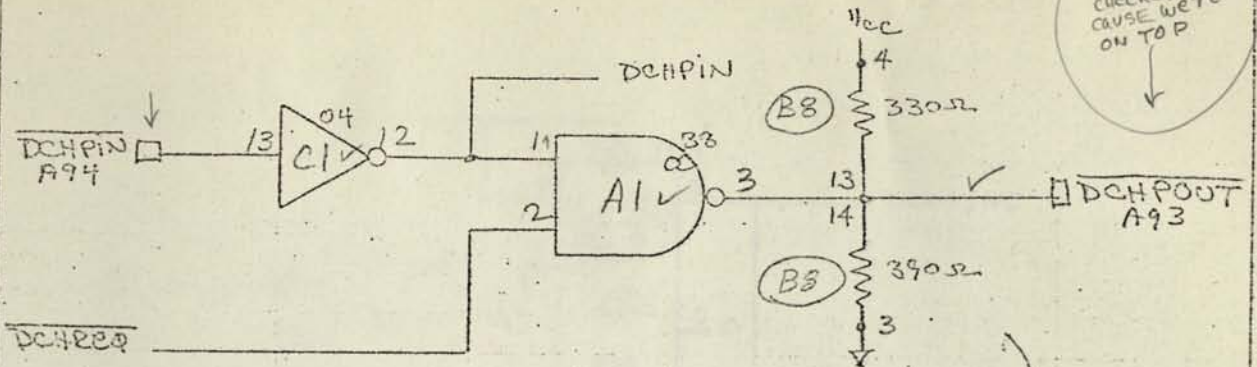 CAUSE WE'RE
ON TOP
Vcc
4
DCHPIN
B8
330Ω
04
33
DCHPIN
A94
13
C1
12
11
A1
3
13
DCHPOUT
A93
2
14
B8
390Ω
DCHREQ
3